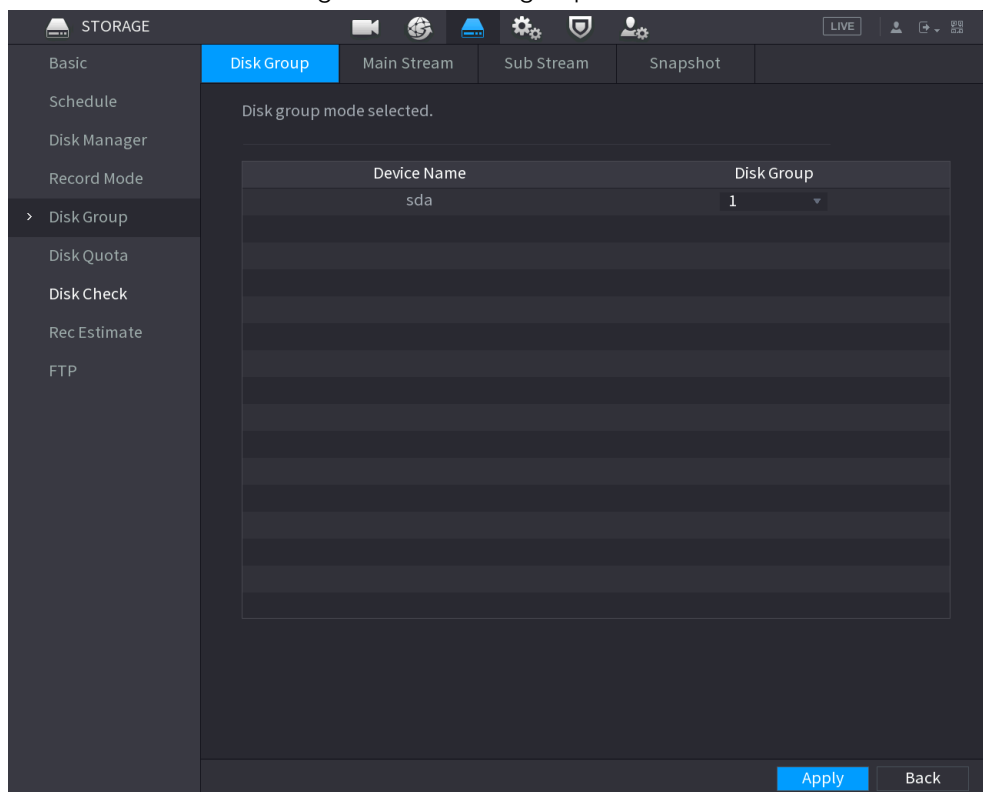 STORAGE LIVE
Basic
Schedule
Disk Manager
Record Mode
Disk Group
Disk Quota
Disk Check
Rec Estimate
FTP
Disk Group Main Stream Sub Stream Snapshot
Disk group mode selected.
Device Name Disk Group
sda 1
Apply Back